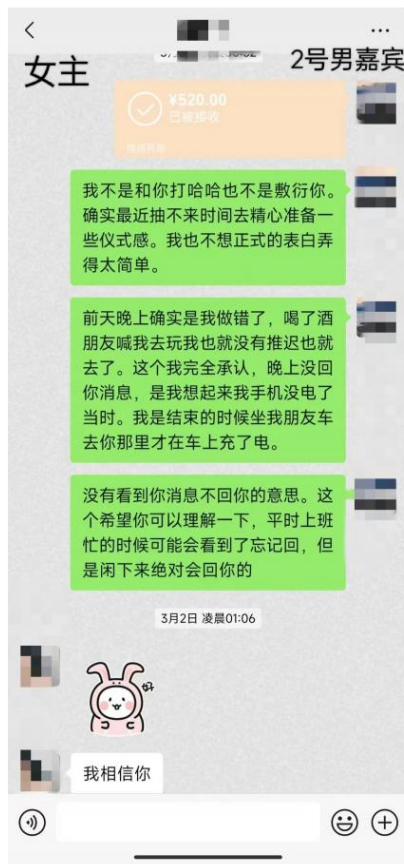 女主
2号男嘉宾
¥520.00
已被接收
我不是和你打哈哈也不是敷衍你。
确实最近抽不来时间去精心准备一
些仪式感。我也不想正式的表白弄
得太简单。
前天晚上确实是我做错了，喝了酒
朋友喊我去玩我也就没有推迟也就
去了。这个我完全承认，晚上没回
你消息，是我想起来我手机没电了
当时。我是结束的时候坐我朋友车
去你那里才在车上充了电。
没有看到你消息不回你的意思。这
个希望你可以理解一下，平时上班
忙的时候可能会看到了忘记回，但
是闲下来绝对会回你的
3月2日 凌晨01:06
好
我相信你